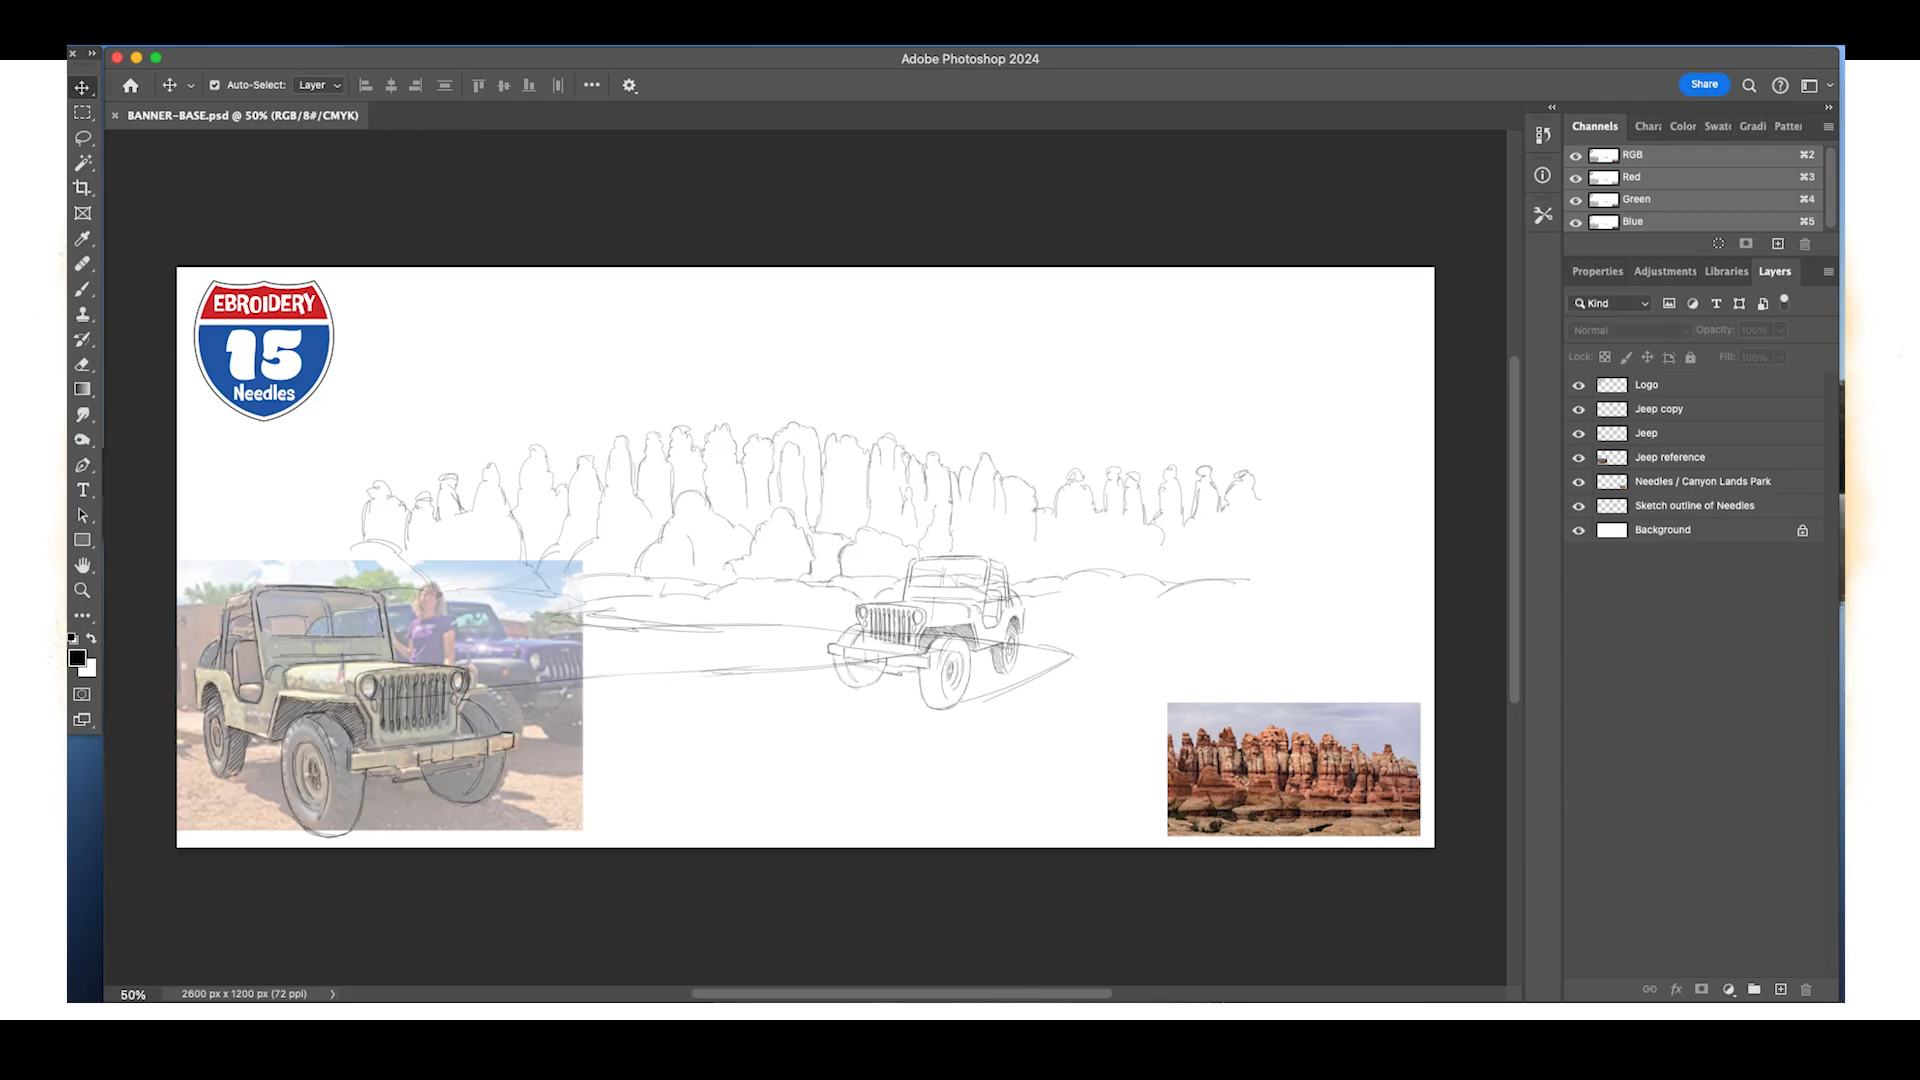 Adobe Photoshop 2024
Auto-Select: Layer
Share
BANNER-BASE.psd @ 50% (RGB/8#/CMYK)
Channels Chara Color Swatc Gradi Patter
RGB ⌘2
Red ⌘3
Green ⌘4
Blue ⌘5
Properties Adjustments Libraries Layers
Kind
Normal Opacity: 100%
Lock: Fill: 100%
Logo
Jeep copy
Jeep
Jeep reference
Needles / Canyon Lands Park
Sketch outline of Needles
Background
EBROIDERY
15
Needles
50% 2600 px x 1200 px (72 ppi)